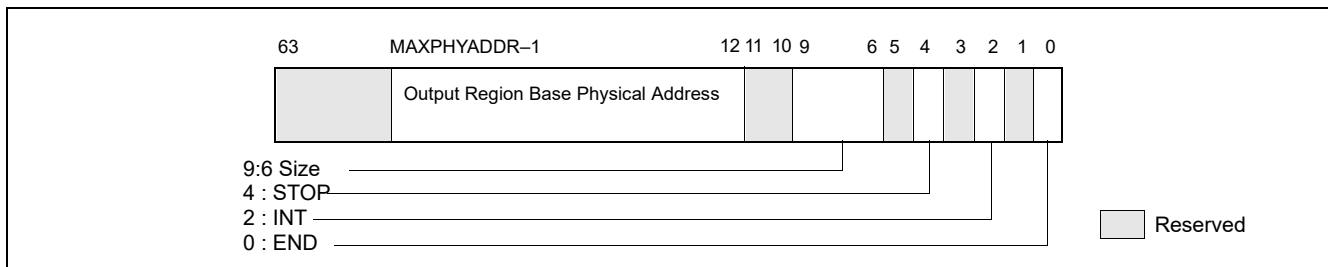 63 MAXPHYADDR–1 12 11 10 9 6 5 4 3 2 1 0
Output Region Base Physical Address
9:6 Size
4 : STOP
2 : INT
0 : END
Reserved